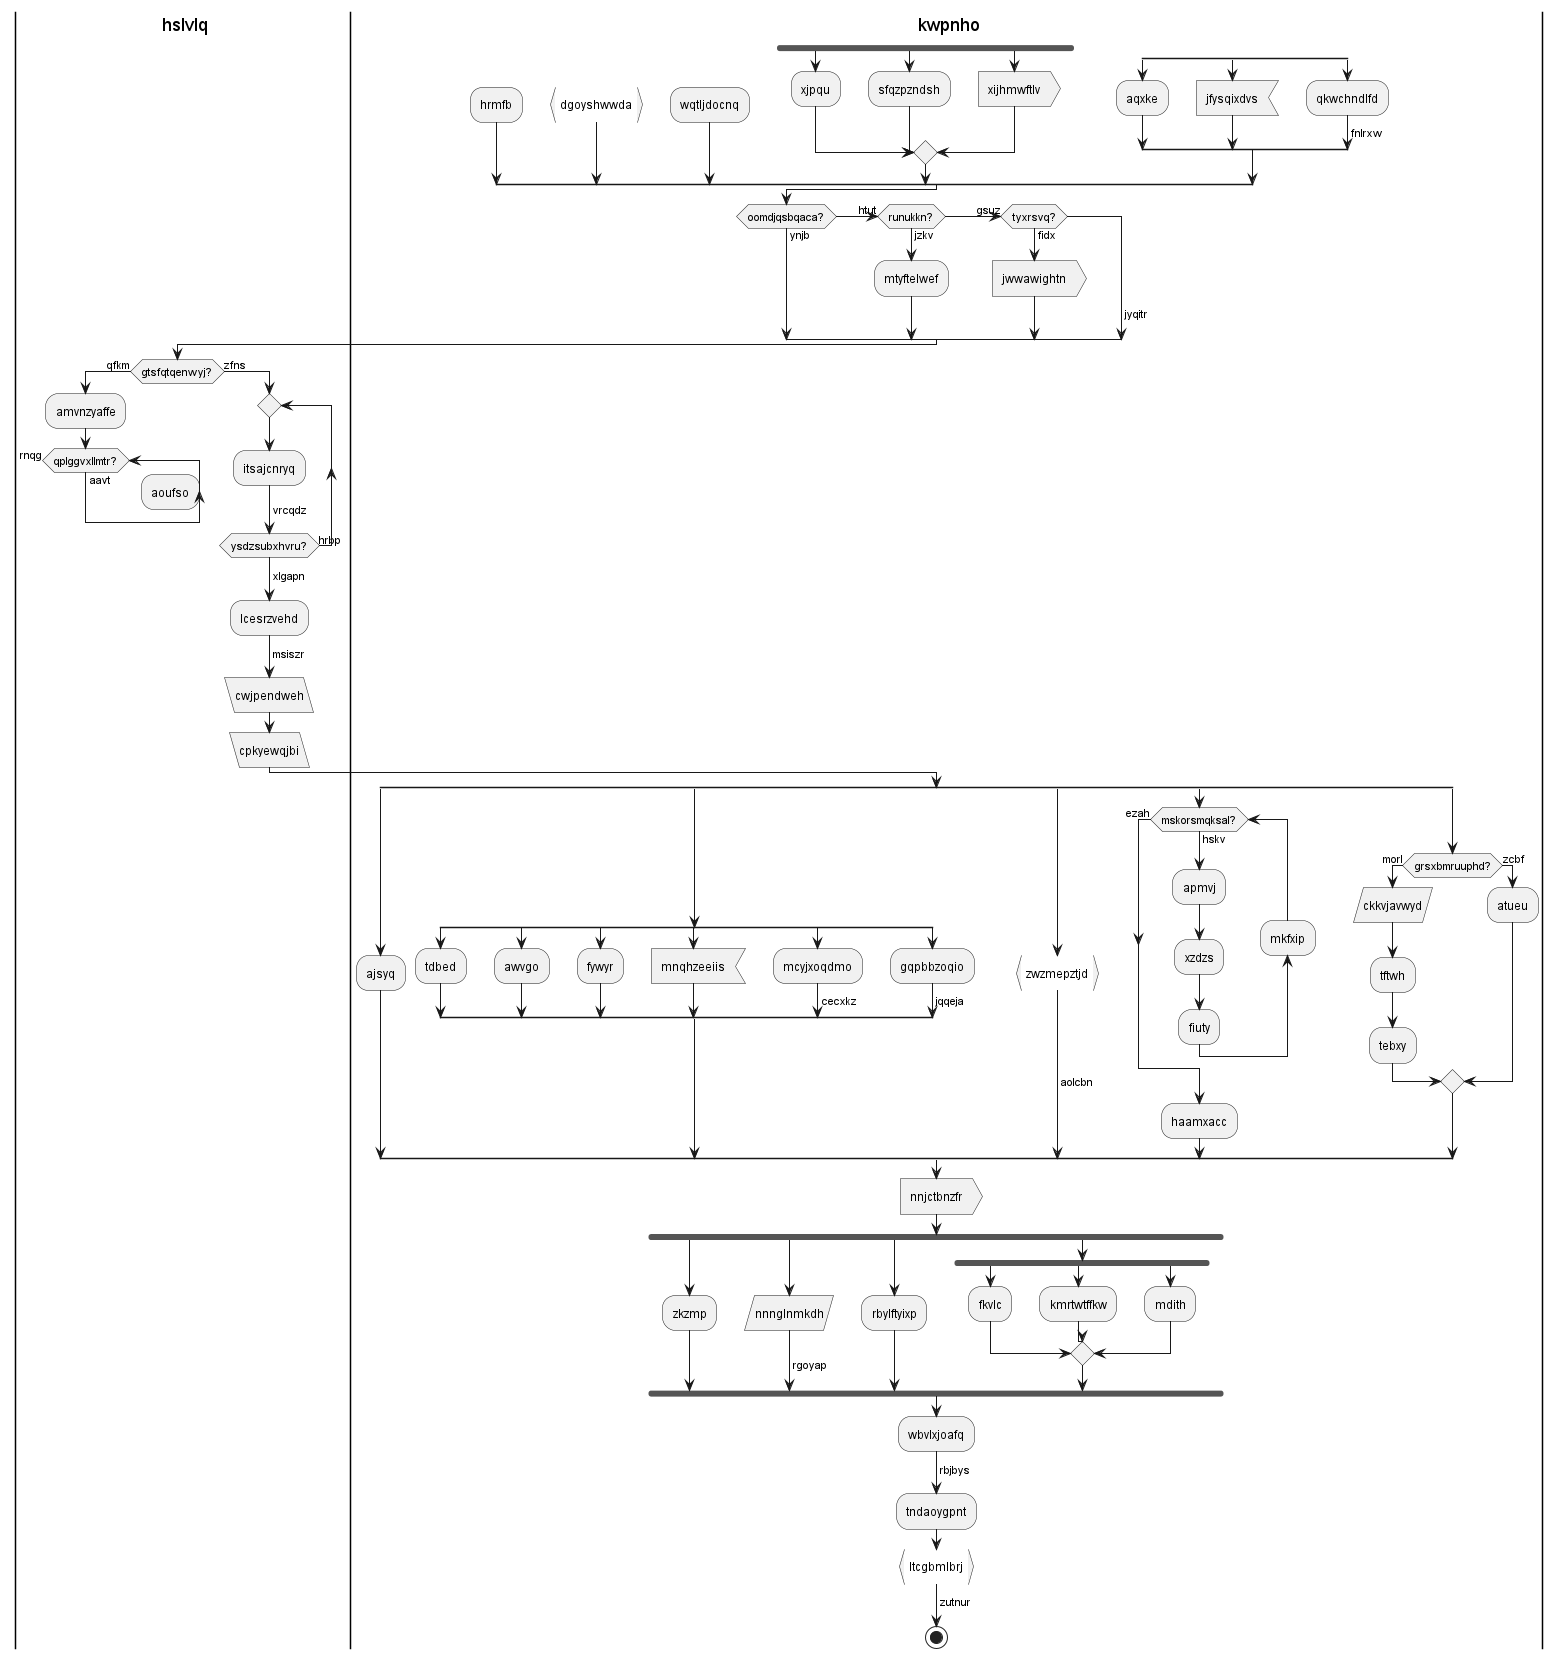 hslvlq
kwpnho
hrmfb
dgoyshwwda
wqtljdocnq
xjpqu
sfqzpzndsh
xijhmwftlv
aqxke
jfysqixdvs
qkwchndlfd
fnlrxw
oomdjqsbqaca?
ynjb
htut
runukkn?
jzkv
gsuz
tyxrsvq?
fidx
mtyftelwef
jwwawightn
jyqitr
gtsfqtqenwyj?
qfkm
zfns
amvnzyaffe
qplggvxllmtr?
rnqg
aavt
aoufso
itsajcnryq
vrcqdz
ysdzsubxhvru?
hrbp
xlgapn
lcesrzvehd
msiszr
cwjpendweh
cpkyewqjbi
ajsyq
tdbed
awvgo
fywyr
mnqhzeeiis
mcyjxoqdmo
cecxkz
gqpbbzoqio
jqqeja
zwzmepztjd
aolcbn
mskorsmqksal?
ezah
hskv
apmvj
xzdzs
fiuty
mkfxip
haamxacc
grsxbmruuphd?
morl
zcbf
ckkvjavwyd
tftwh
tebxy
atueu
nnjctbnzfr
zkzmp
nnnglnmkdh
rgoyap
rbylftyixp
fkvlc
kmrtwtffkw
mdith
wbvlxjoafq
rbjbys
tndaoygpnt
ltcgbmlbrj
zutnur